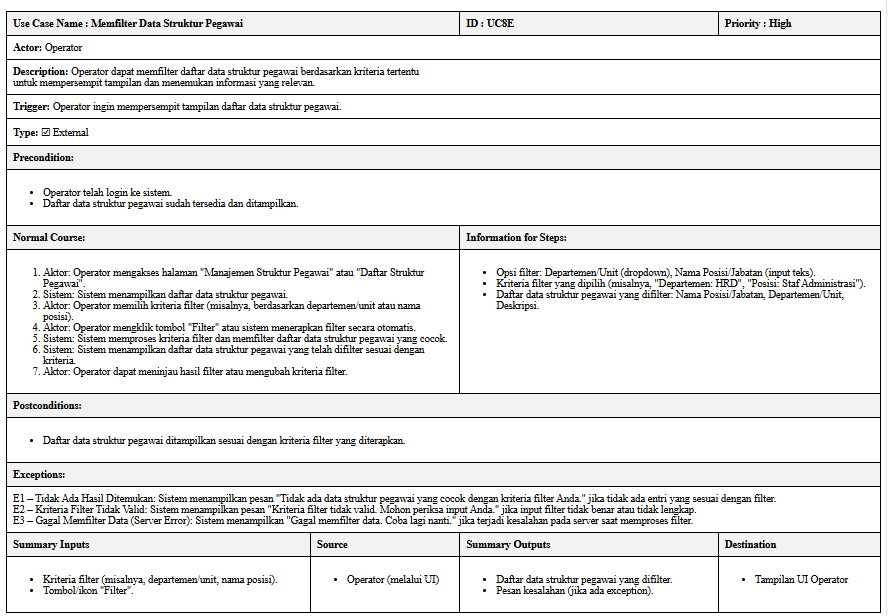 Use Case Name : Memfilter Data Struktur Pegawai
ID : UC8E
Priority : High
Actor: Operator
Description: Operator dapat memfilter daftar data struktur pegawai berdasarkan kriteria tertentu
untuk mempersempit tampilan dan menemukan informasi yang relevan.
Trigger: Operator ingin mempersempit tampilan daftar data struktur pegawai.
Type: ☑ External
Precondition:
• Operator telah login ke sistem.
• Daftar data struktur pegawai sudah tersedia dan ditampilkan.
Normal Course:
1. Aktor: Operator mengakses halaman "Manajemen Struktur Pegawai" atau "Daftar Struktur
Pegawai".
2. Sistem: Sistem menampilkan daftar data struktur pegawai.
3. Aktor: Operator memilih kriteria filter (misalnya, berdasarkan departemen/unit atau nama
posisi).
4. Aktor: Operator mengklik tombol "Filter" atau sistem menerapkan filter secara otomatis.
5. Sistem: Sistem memproses kriteria filter dan memfilter daftar data struktur pegawai yang cocok.
6. Sistem: Sistem menampilkan daftar data struktur pegawai yang telah difilter sesuai dengan
kriteria.
7. Aktor: Operator dapat meninjau hasil filter atau mengubah kriteria filter.
Information for Steps:
• Opsi filter: Departemen/Unit (dropdown), Nama Posisi/Jabatan (input teks).
• Kriteria filter yang dipilih (misalnya, "Departemen: HRD", "Posisi: Staf Administrasi").
• Daftar data struktur pegawai yang difilter: Nama Posisi/Jabatan, Departemen/Unit,
Deskripsi.
Postconditions:
• Daftar data struktur pegawai ditampilkan sesuai dengan kriteria filter yang diterapkan.
Exceptions:
E1 – Tidak Ada Hasil Ditemukan: Sistem menampilkan pesan "Tidak ada data struktur pegawai yang cocok dengan kriteria filter Anda." jika tidak ada entri yang sesuai dengan filter.
E2 – Kriteria Filter Tidak Valid: Sistem menampilkan pesan "Kriteria filter tidak valid. Mohon periksa input Anda." jika input filter tidak benar atau tidak lengkap.
E3 – Gagal Memfilter Data (Server Error): Sistem menampilkan "Gagal memfilter data. Coba lagi nanti." jika terjadi kesalahan pada server saat memproses filter.
Summary Inputs
Source
Summary Outputs
Destination
• Kriteria filter (misalnya, departemen/unit, nama posisi).
• Tombol/ikon "Filter".
• Operator (melalui UI)
• Daftar data struktur pegawai yang difilter.
• Pesan kesalahan (jika ada exception).
• Tampilan UI Operator